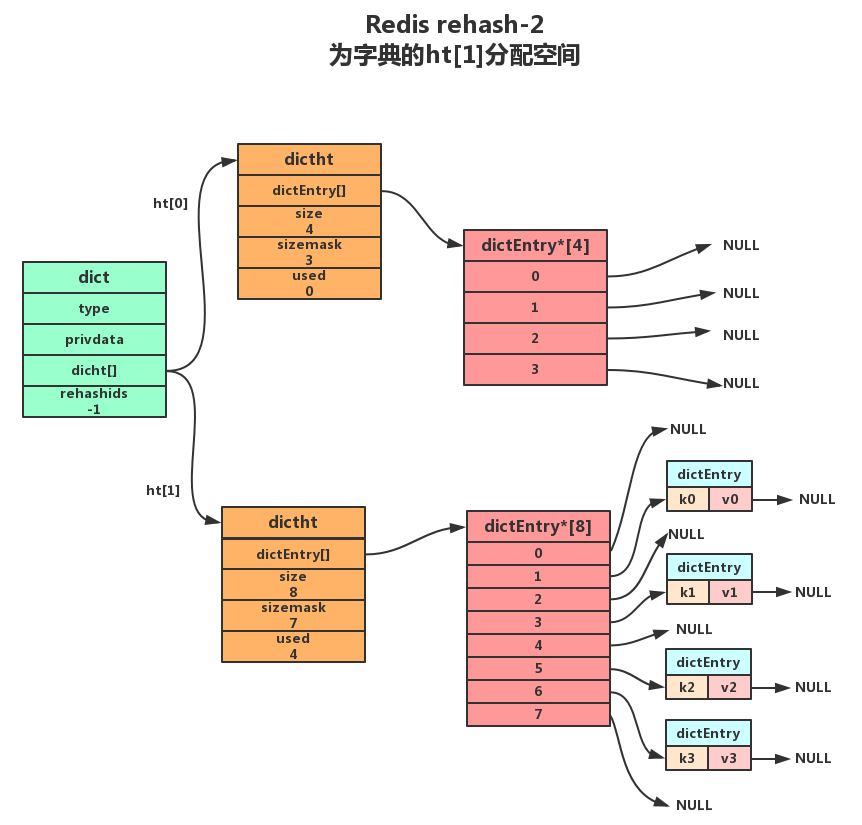 Redis rehash-2
为字典的ht[1]分配空间
dict
type
privdata
dicht[]
rehashids
-1
ht[0]
dictht
dictEntry[]
size
4
sizemask
3
used
0
dictEntry*[4]
0
1
2
3
NULL
NULL
NULL
NULL
ht[1]
dictht
dictEntry[]
size
8
sizemask
7
used
4
dictEntry*[8]
0
1
2
3
4
5
6
7
NULL
dictEntry
k0 v0 NULL
NULL
dictEntry
k1 v1 NULL
NULL
dictEntry
k2 v2 NULL
dictEntry
k3 v3 NULL
NULL